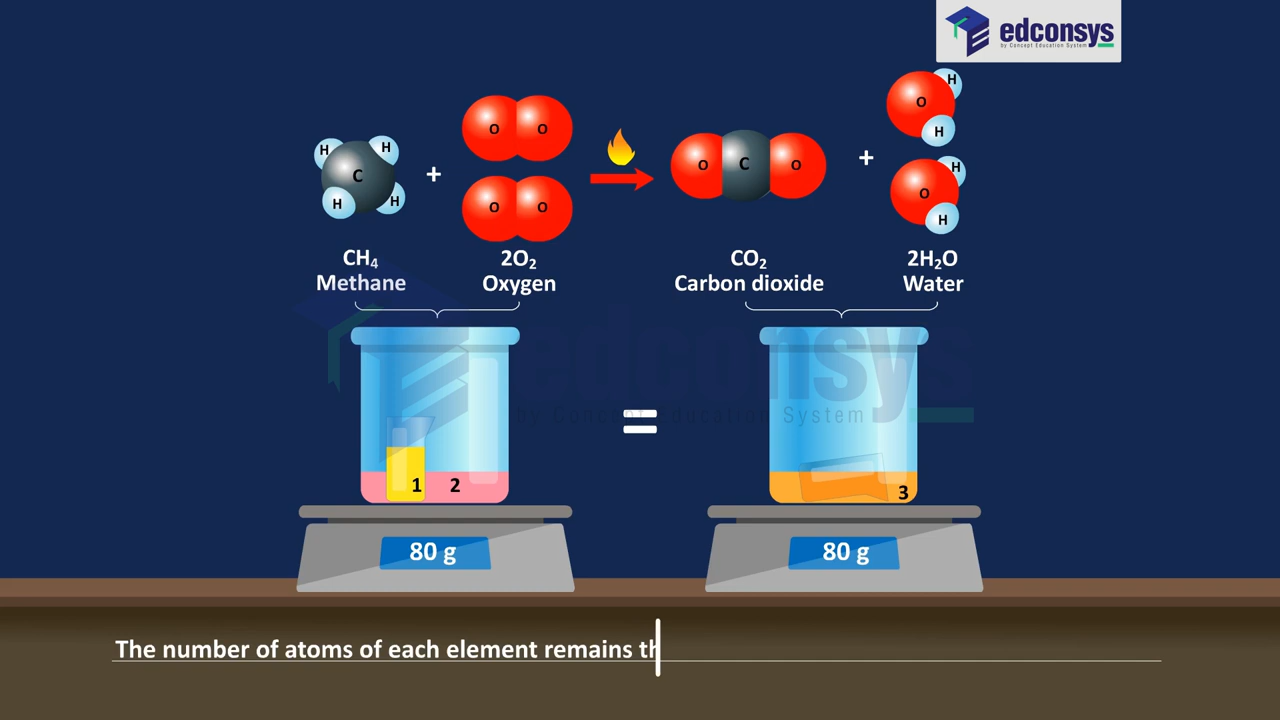 edconsys
by Concept Education System
H H C H H + O O O O C O O + O H H O H H
CH₄ 2O₂ CO₂ 2H₂O
Methane Oxygen Carbon dioxide Water
edconsys
by Concept Education System
=
1 2 3
80 g 80 g
The number of atoms of each element remains th